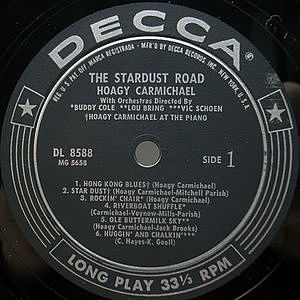 DECCA
REG. U.S. PAT. OFF. MARCA REGISTRADA - MF'R BY DECCA RECORDS, INC., NEW YORK, U.S.A.
THE STARDUST ROAD
HOAGY CARMICHAEL
With Orchestras Directed By
*BUDDY COLE **LOU BRING ***VIC SCHOEN
†HOAGY CARMICHAEL AT THE PIANO
DL 8588
MG 5658
SIDE 1
1. HONG KONG BLUES† (Hoagy Carmichael)
2. STAR DUST† (Hoagy Carmichael-Mitchell Parish)
3. ROCKIN' CHAIR* (Hoagy Carmichael)
4. RIVERBOAT SHUFFLE*
(Carmichael-Voynow-Mills-Parish)
5. OLE BUTTERMILK SKY**
(Hoagy Carmichael-Jack Brooks)
6. HUGGIN' AND CHALKIN'***
(C. Hayes-K. Goell)
LONG PLAY 33⅓ RPM